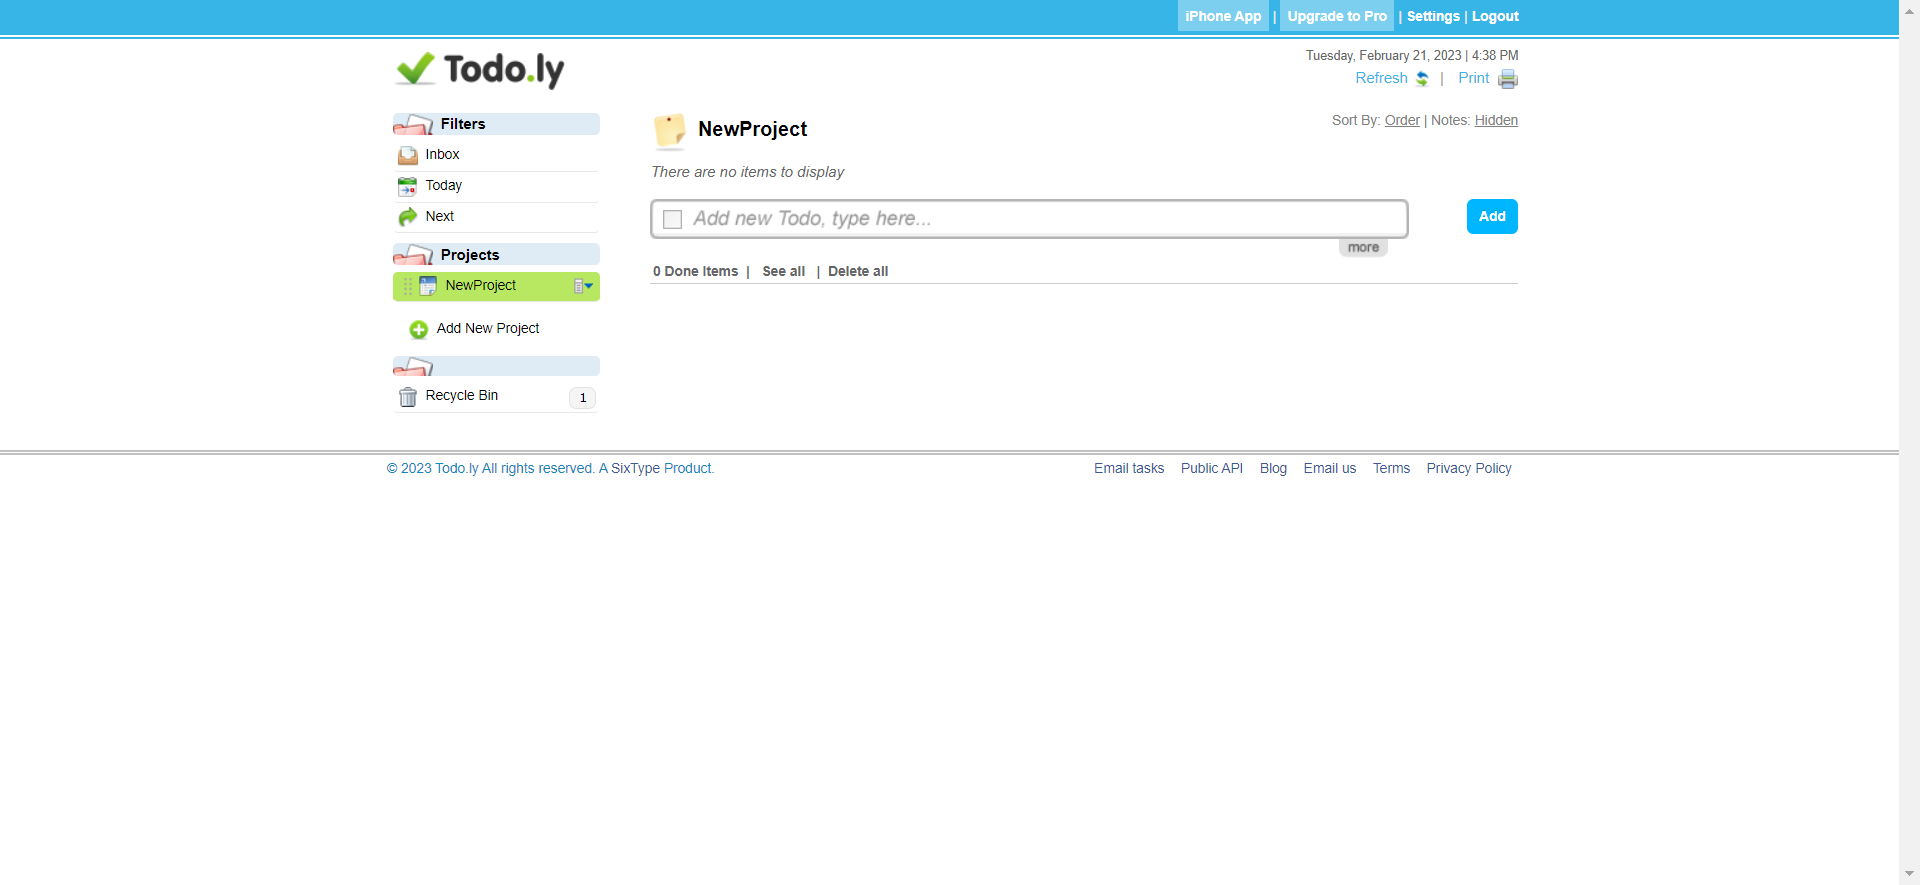 iPhone App | Upgrade to Pro | Settings | Logout
Todo.ly
Tuesday, February 21, 2023 | 4:38 PM
Refresh | Print
Filters
Inbox
Today
Next
Projects
NewProject
Add New Project
Recycle Bin 1
NewProject
Sort By: Order | Notes: Hidden
There are no items to display
Add new Todo, type here...
Add
more
0 Done Items | See all | Delete all
© 2023 Todo.ly All rights reserved. A SixType Product.
Email tasks Public API Blog Email us Terms Privacy Policy